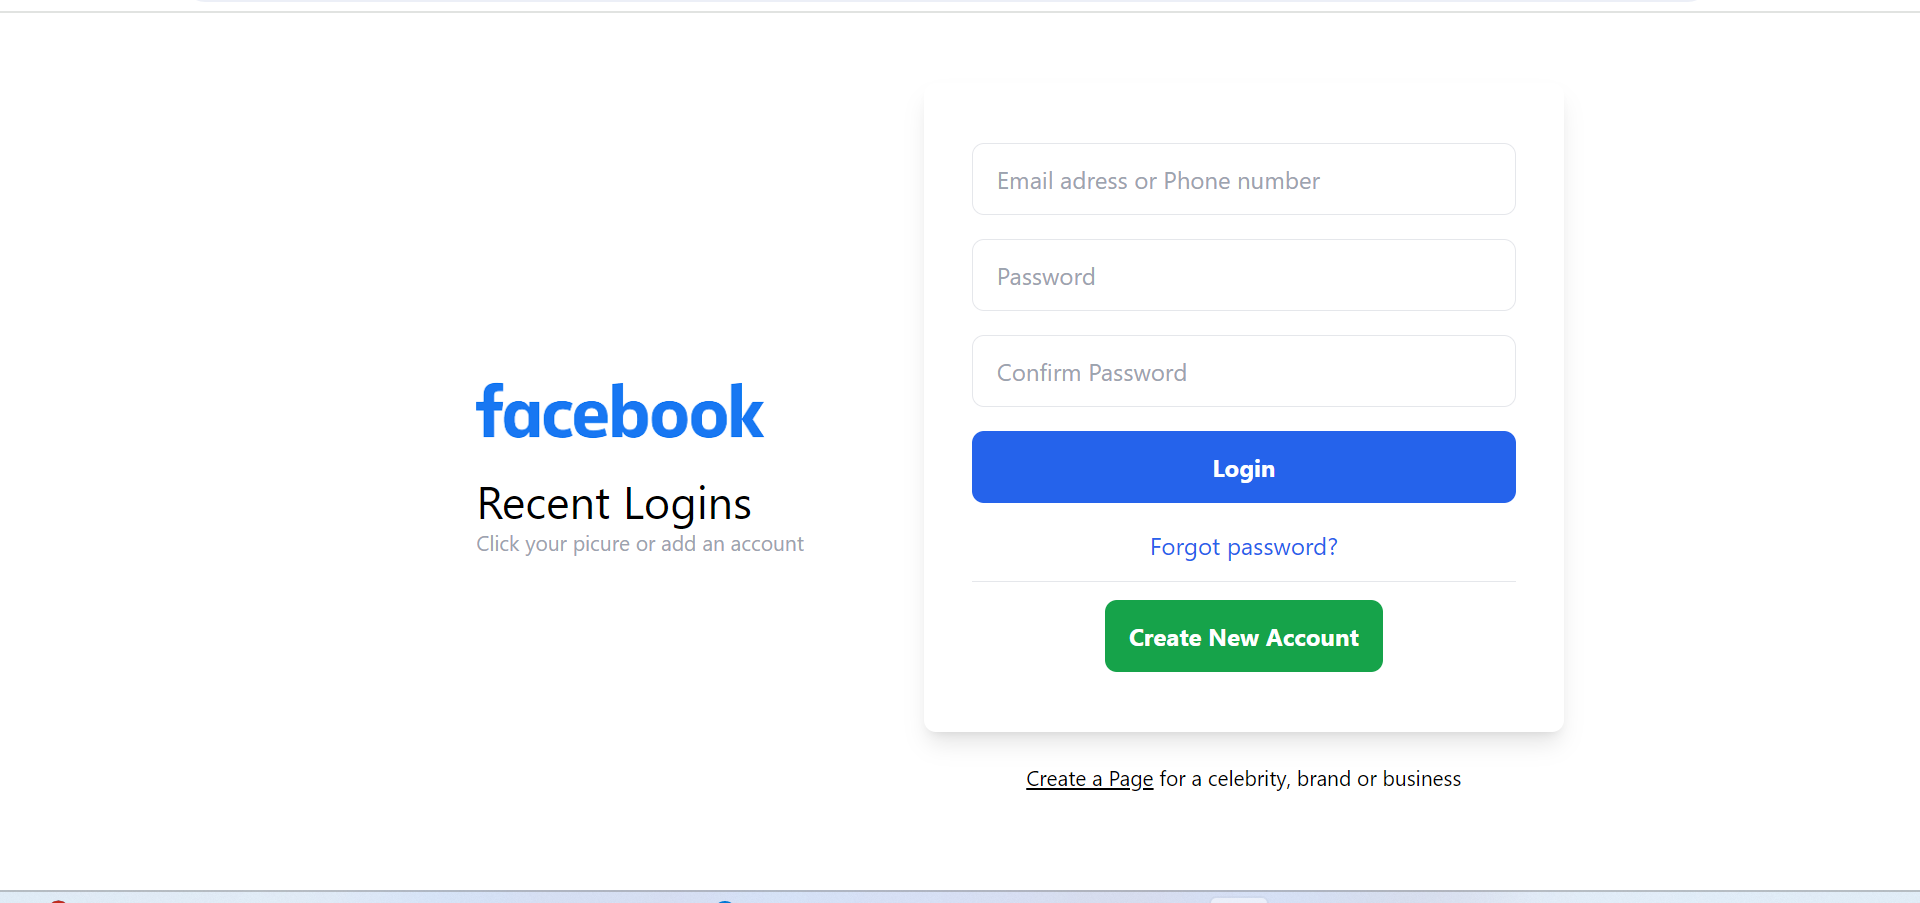 facebook
Recent Logins
Click your picure or add an account
Email adress or Phone number
Password
Confirm Password
Login
Forgot password?
Create New Account
Create a Page for a celebrity, brand or business